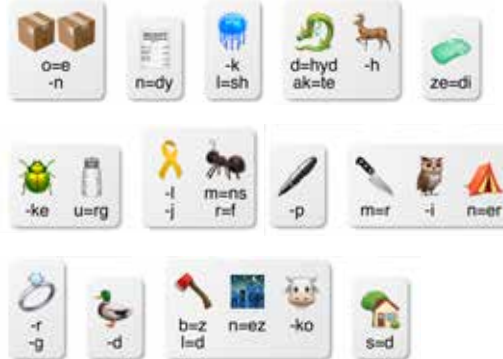 o=e
-n
n=dy
-k
l=sh
d=hyd -h
ak=te
ze=di
-ke u=rg
-l m=ns
-j r=f
-p
m=r -i n=er
-r
-g
-d
b=z n=ez -ko
l=d
s=d